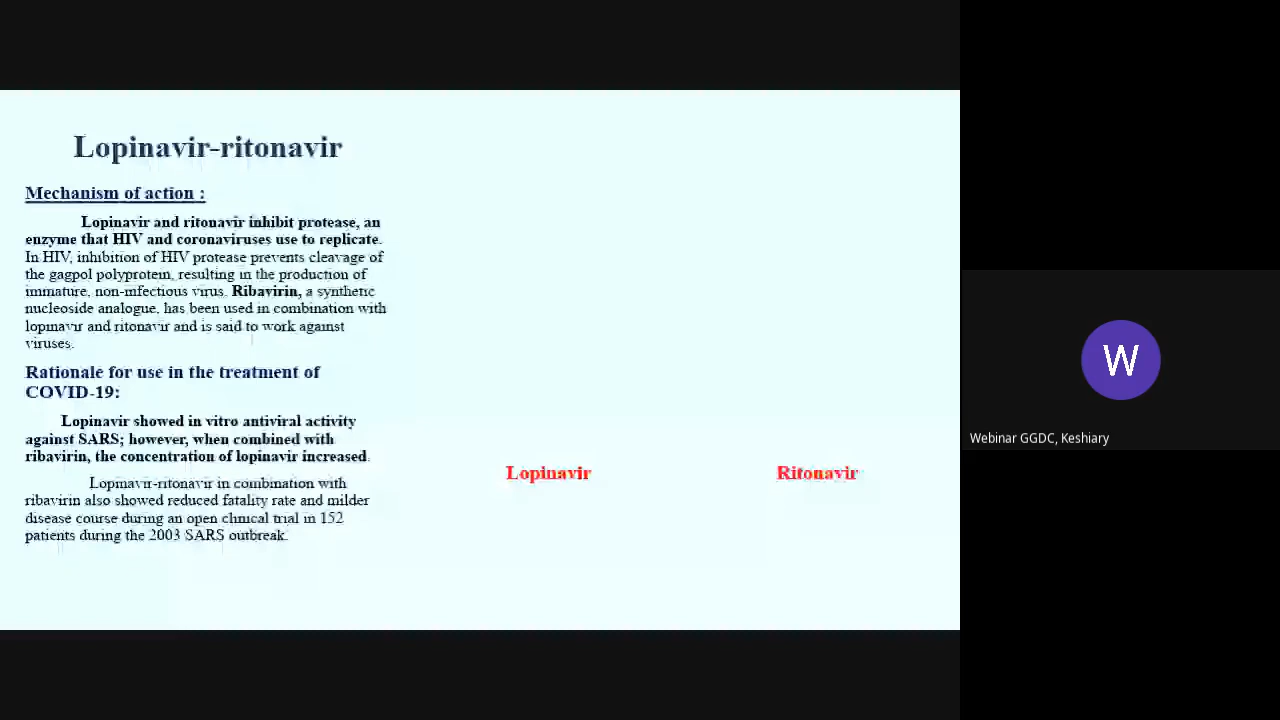 Lopinavir-ritonavir
Mechanism of action :
Lopinavir and ritonavir inhibit protease, an
enzyme that HIV and coronaviruses use to replicate.
In HIV, inhibition of HIV protease prevents cleavage of
the gagpol polyprotein, resulting in the production of
immature, non-infectious virus. Ribavirin, a synthetic
nucleoside analogue, has been used in combination with
lopinavir and ritonavir and is said to work against
viruses.
Rationale for use in the treatment of
COVID-19:
Lopinavir showed in vitro antiviral activity
against SARS; however, when combined with
ribavirin, the concentration of lopinavir increased.
Lopinavir-ritonavir in combination with
ribavirin also showed reduced fatality rate and milder
disease course during an open clinical trial in 152
patients during the 2003 SARS outbreak.
Lopinavir
Ritonavir
W
Webinar GGDC, Keshiary